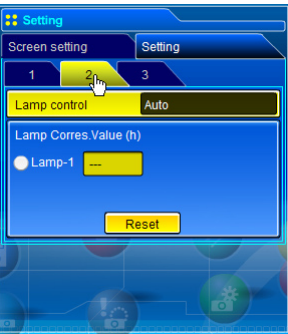 Setting
Screen setting Setting
1 2 3
Lamp control Auto
Lamp Corres.Value (h)
Lamp-1 ---
Reset